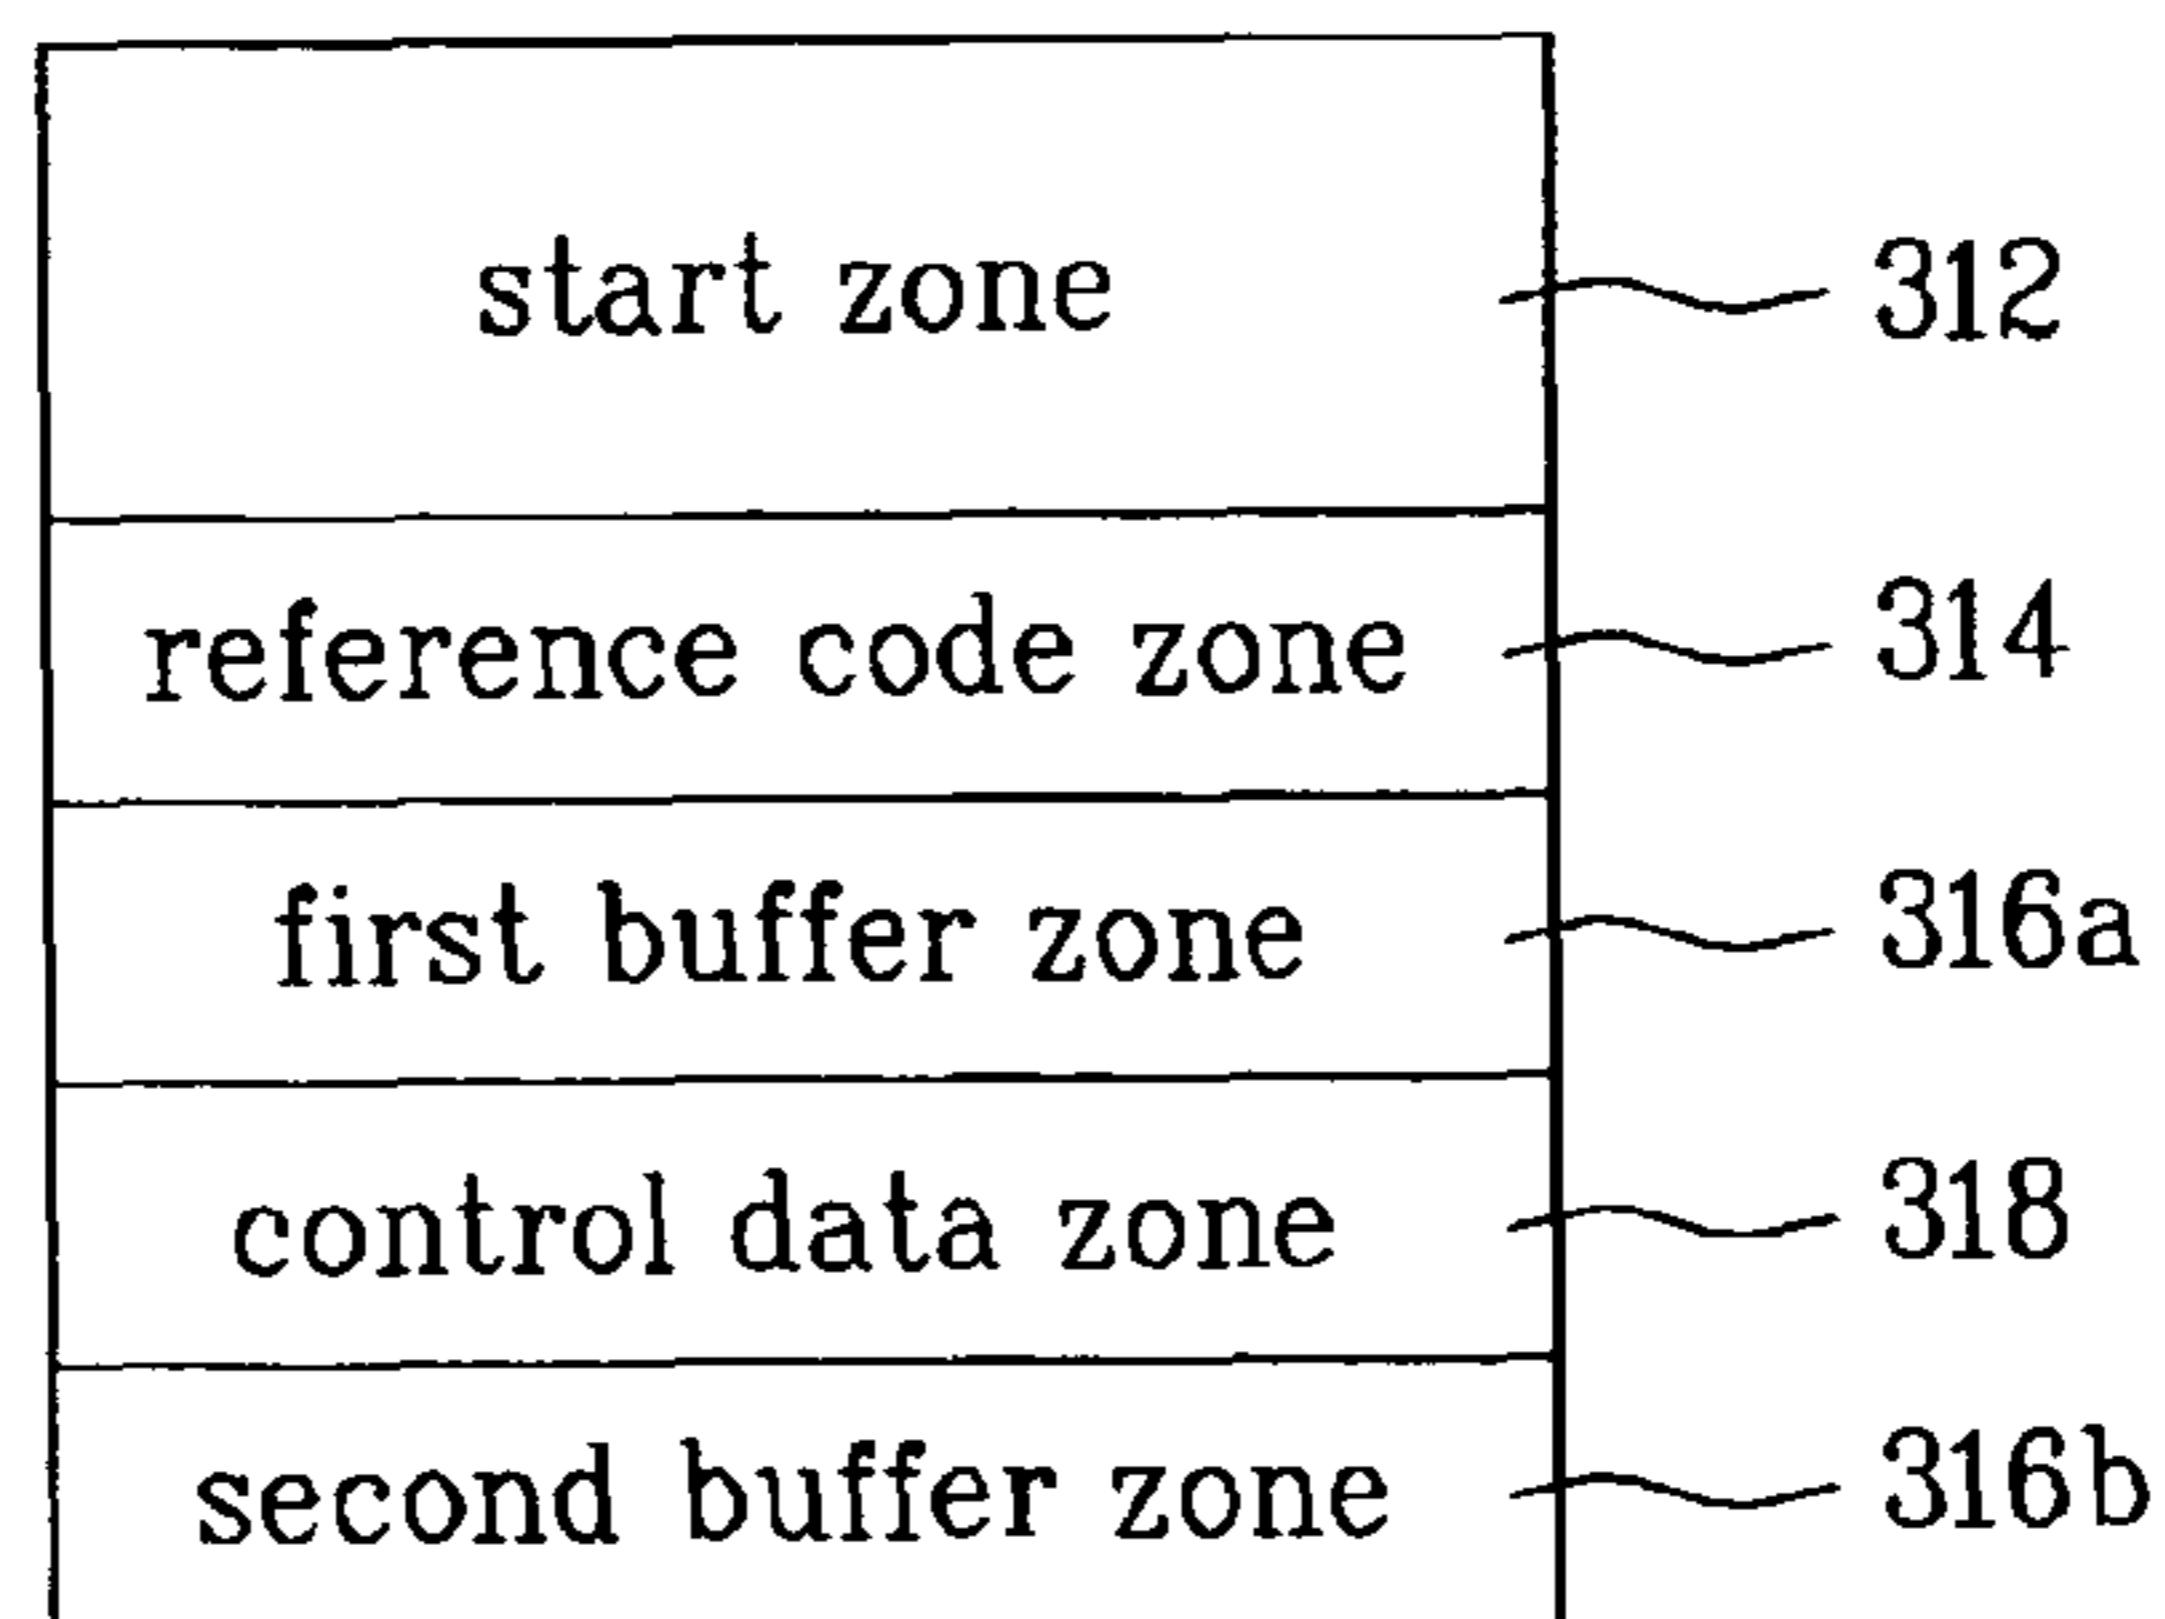 start zone 312
reference code zone 314
first buffer zone 316a
control data zone 318
second buffer zone 316b